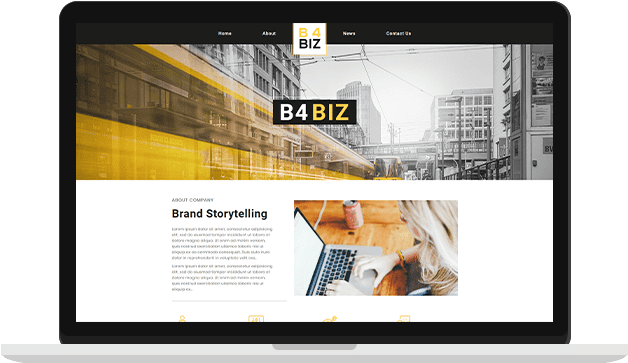 Home About B 4 BIZ News Contact Us
B4BIZ
ABOUT COMPANY
Brand Storytelling
Lorem ipsum dolor sit amet, consectetur adipiscing
elit, sed do eiusmod tempor incididunt ut labore et
dolore magna aliqua. Ut enim ad minim veniam,
quis nostrud exercitation ullamco laboris nisi ut
aliquip ex ea commodo consequat. Duis aute irure
dolor in reprehenderit in voluptate velit esse.
Lorem ipsum dolor sit amet, consectetur adipiscing
elit, sed do eiusmod tempor incididunt ut labore et
dolore magna aliqua. Ut enim ad minim veniam,
quis nostrud exercitation ullamco laboris nisi ut
aliquip ex.